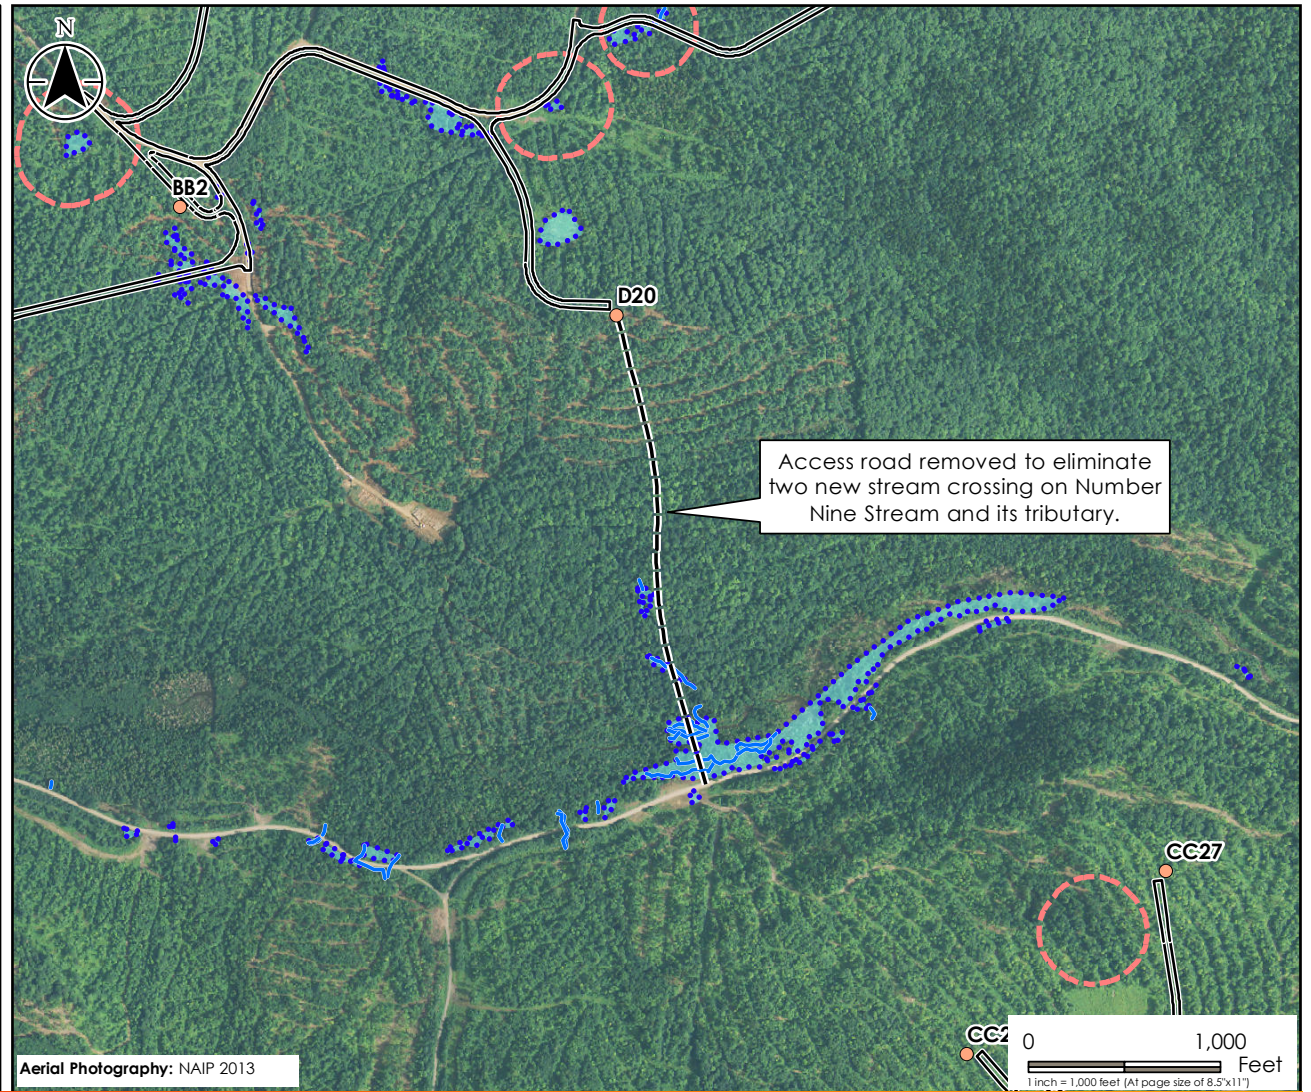 N
BB2
D20
Access road removed to eliminate
two new stream crossing on Number
Nine Stream and its tributary.
CC27
CC2
0 1,000
Feet
1 inch = 1,000 feet (At page size of 8.5"x11")
Aerial Photography: NAIP 2013